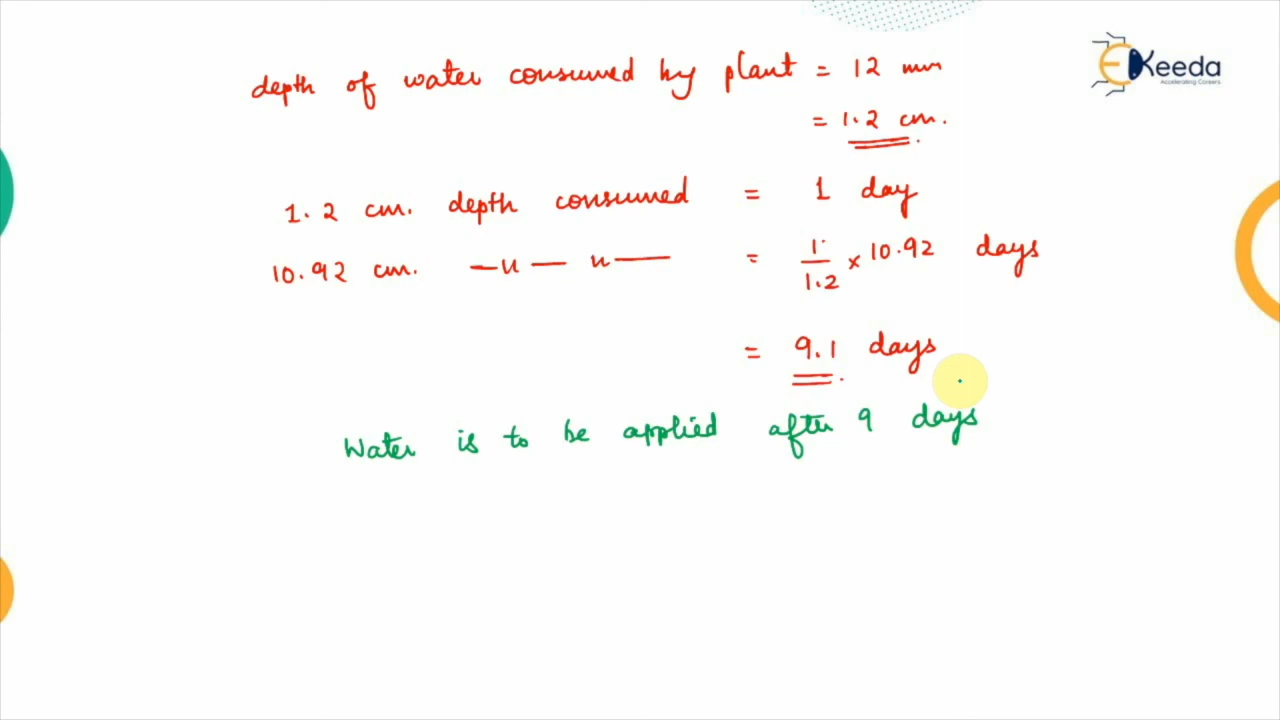 depth of water consumed by plant = 12 mm
= 1.2 cm.
1.2 cm. depth consumed = 1 day
10.92 cm. —u— u— = 1/1.2 × 10.92 days
= 9.1 days
Water is to be applied after 9 days
EKeeda
Accelerating Careers